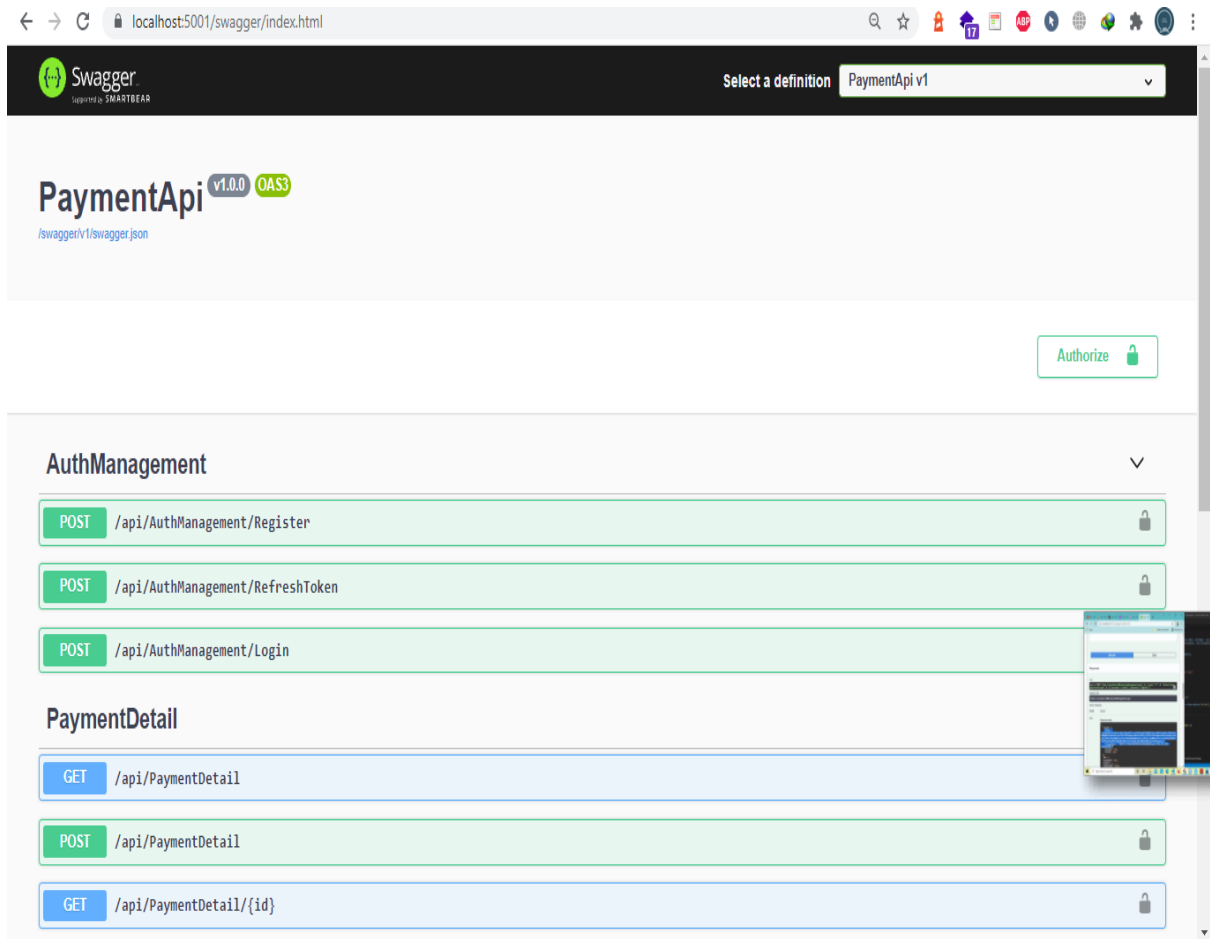 localhost:5001/swagger/index.html
17
ABP
Swagger
Supported by SMARTBEAR
Select a definition
PaymentApi v1
PaymentApi v1.0.0 OAS3
/swagger/v1/swagger.json
Authorize
AuthManagement
POST /api/AuthManagement/Register
POST /api/AuthManagement/RefreshToken
POST /api/AuthManagement/Login
PaymentDetail
GET /api/PaymentDetail
POST /api/PaymentDetail
GET /api/PaymentDetail/{id}